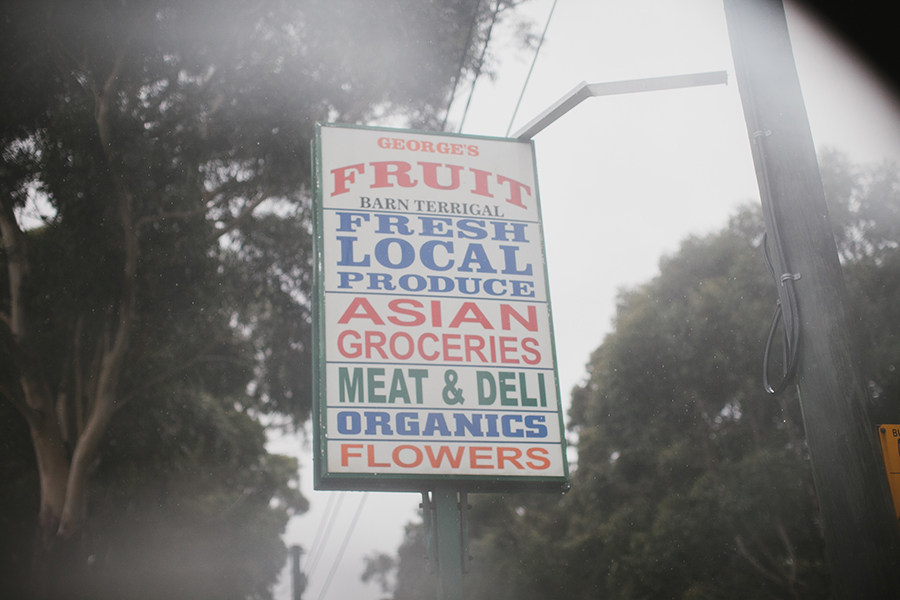 GEORGE'S
FRUIT
BARN TERRIGAL
FRESH
LOCAL
PRODUCE
ASIAN
GROCERIES
MEAT & DELI
ORGANICS
FLOWERS